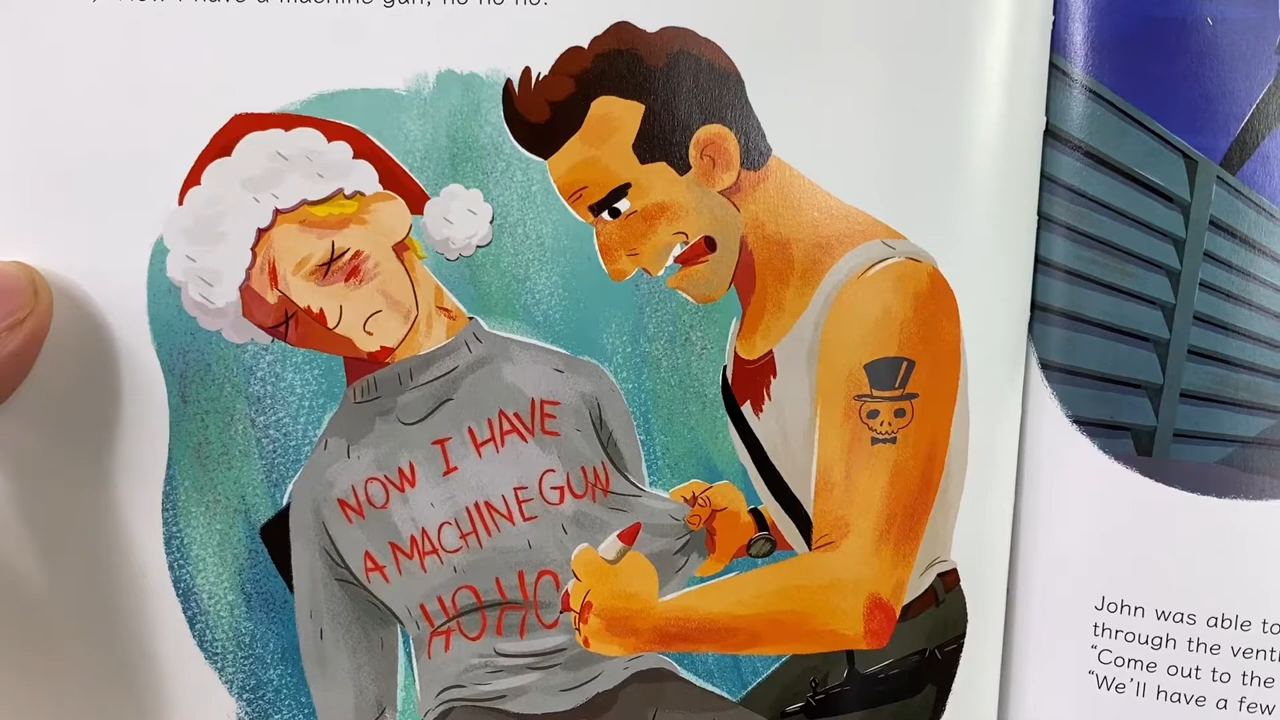 Now I have a machine gun, ho ho ho.
NOW I HAVE
A MACHINE GUN
HO HO
John was able to
through the venti
"Come out to the
"We'll have a few